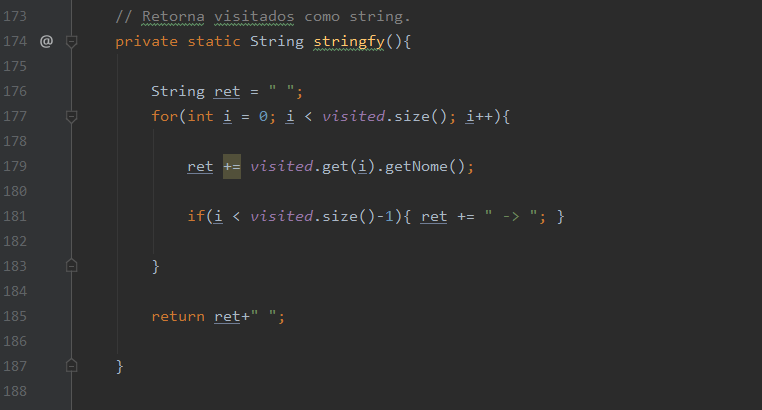 173 // Retorna visitados como string.
174 @ private static String stringfy(){
175
176 String ret = " ";
177 for(int i = 0; i < visited.size(); i++){
178
179 ret += visited.get(i).getNome();
180
181 if(i < visited.size()-1){ ret += " -> "; }
182
183 }
184
185 return ret+" ";
186
187 }
188